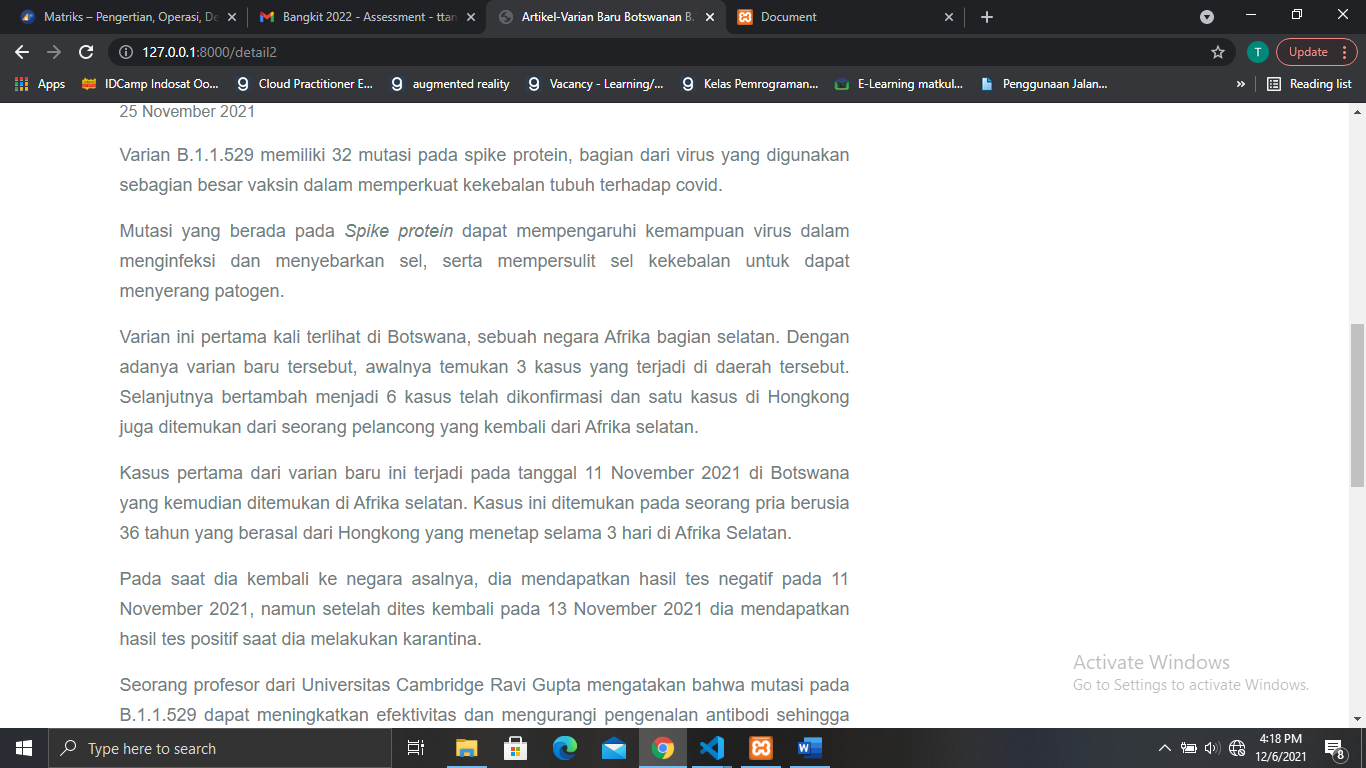 Matriks – Pengertian, Operasi, De
Bangkit 2022 - Assessment - ttan
Artikel-Varian Baru Botswanan B.
Document
127.0.0.1:8000/detail2
T
Update
Apps
IDCamp Indosat Oo...
Cloud Practitioner E...
augmented reality
Vacancy - Learning/...
Kelas Pemrograman...
E-Learning matkul...
Penggunaan Jalan...
»
Reading list
25 November 2021
Varian B.1.1.529 memiliki 32 mutasi pada spike protein, bagian dari virus yang digunakan
sebagian besar vaksin dalam memperkuat kekebalan tubuh terhadap covid.
Mutasi yang berada pada Spike protein dapat mempengaruhi kemampuan virus dalam
menginfeksi dan menyebarkan sel, serta mempersulit sel kekebalan untuk dapat
menyerang patogen.
Varian ini pertama kali terlihat di Botswana, sebuah negara Afrika bagian selatan. Dengan
adanya varian baru tersebut, awalnya temukan 3 kasus yang terjadi di daerah tersebut.
Selanjutnya bertambah menjadi 6 kasus telah dikonfirmasi dan satu kasus di Hongkong
juga ditemukan dari seorang pelancong yang kembali dari Afrika selatan.
Kasus pertama dari varian baru ini terjadi pada tanggal 11 November 2021 di Botswana
yang kemudian ditemukan di Afrika selatan. Kasus ini ditemukan pada seorang pria berusia
36 tahun yang berasal dari Hongkong yang menetap selama 3 hari di Afrika Selatan.
Pada saat dia kembali ke negara asalnya, dia mendapatkan hasil tes negatif pada 11
November 2021, namun setelah dites kembali pada 13 November 2021 dia mendapatkan
hasil tes positif saat dia melakukan karantina.
Seorang profesor dari Universitas Cambridge Ravi Gupta mengatakan bahwa mutasi pada
B.1.1.529 dapat meningkatkan efektivitas dan mengurangi pengenalan antibodi sehingga
Activate Windows
Go to Settings to activate Windows.
Type here to search
4:18 PM
12/6/2021
8